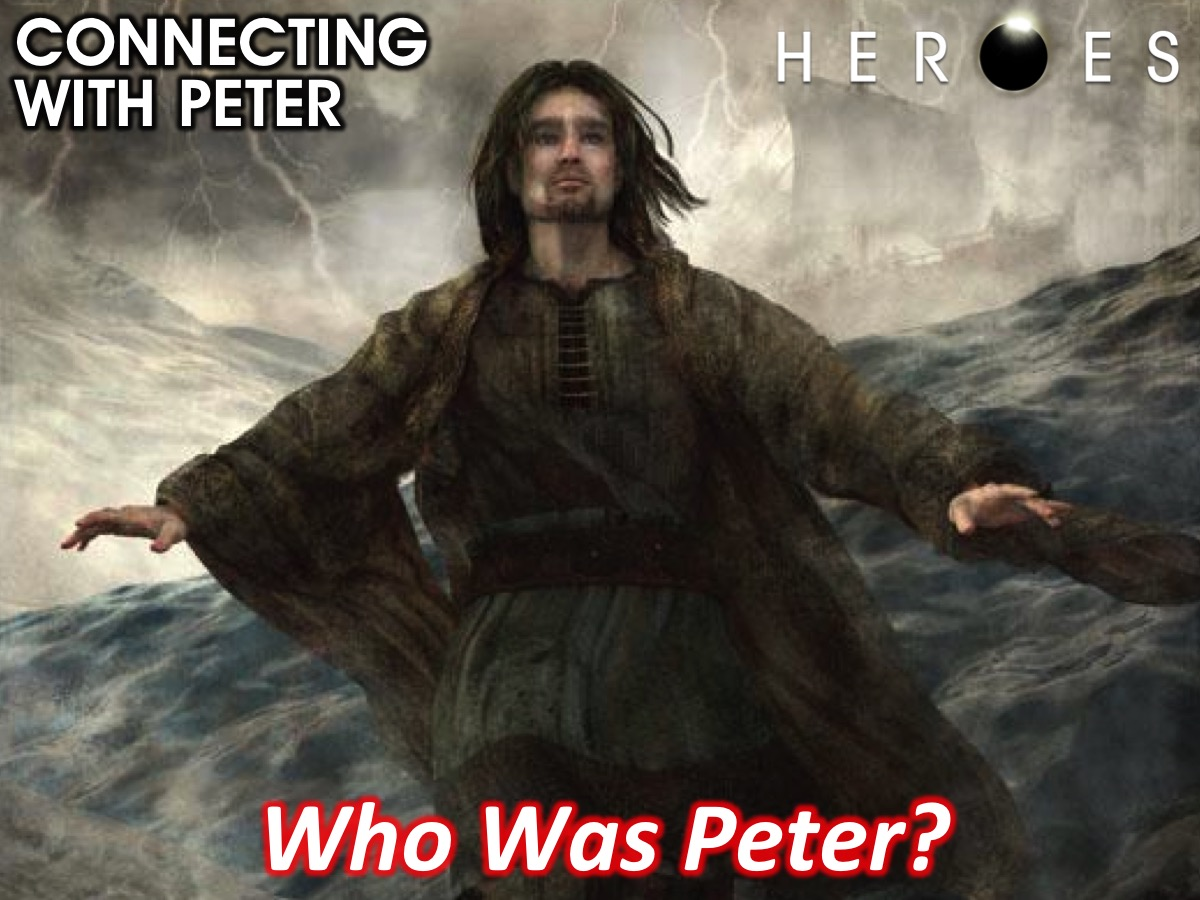 CONNECTING
WITH PETER
HEROES
Who Was Peter?